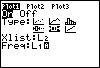 Plot1 Plot2 Plot3
On Off
Type:
Xlist:L₂
Freq:L₁